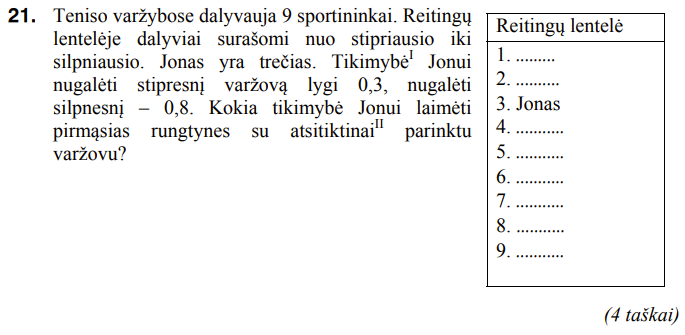 21. Teniso varžybose dalyvauja 9 sportininkai. Reitingų
lentelėje dalyviai surašomi nuo stipriausio iki
silpniausio. Jonas yra trečias. Tikimybė^I Jonui
nugalėti stipresnį varžovą lygi 0,3, nugalėti
silpnesnį – 0,8. Kokia tikimybė Jonui laimėti
pirmąsias rungtynes su atsitiktinai^II parinktu
varžovu?
Reitingų lentelė
1. .........
2. ..........
3. Jonas
4. ...........
5. ...........
6. ...........
7. ...........
8. ...........
9. ...........
(4 taškai)